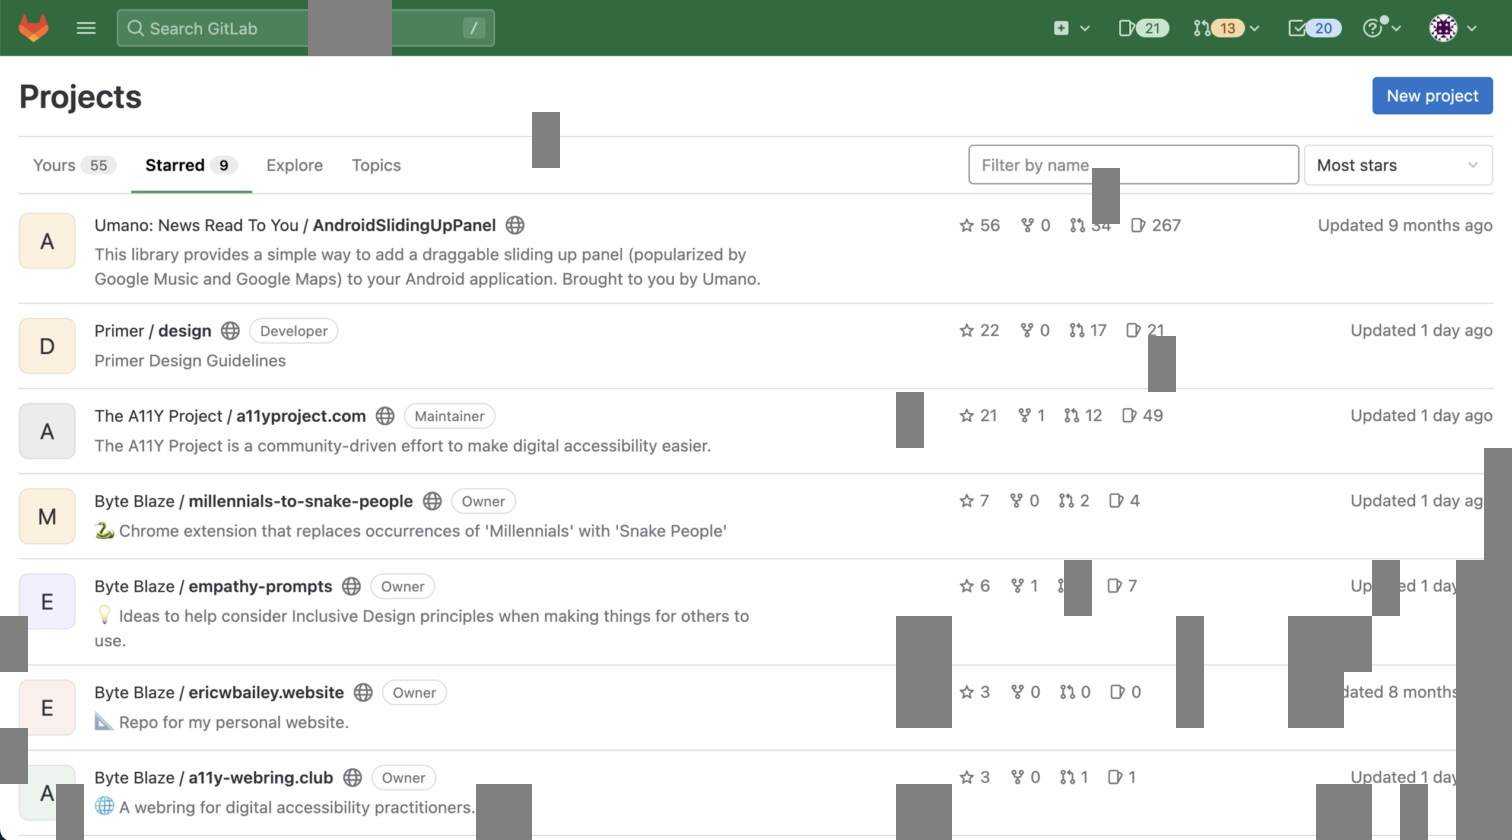 Search GitLab /
21 13 20
Projects
New project
Yours 55 Starred 9 Explore Topics
Filter by name
Most stars
A
Umano: News Read To You / AndroidSlidingUpPanel
56 0 34 267
Updated 9 months ago
This library provides a simple way to add a draggable sliding up panel (popularized by
Google Music and Google Maps) to your Android application. Brought to you by Umano.
D
Primer / design Developer
22 0 17 21
Updated 1 day ago
Primer Design Guidelines
A
The A11Y Project / a11yproject.com Maintainer
21 1 12 49
Updated 1 day ago
The A11Y Project is a community-driven effort to make digital accessibility easier.
M
Byte Blaze / millennials-to-snake-people Owner
7 0 2 4
Updated 1 day
Chrome extension that replaces occurrences of 'Millennials' with 'Snake People'
E
Byte Blaze / empathy-prompts Owner
6 1 7
1 day
Ideas to help consider Inclusive Design principles when making things for others to
use.
E
Byte Blaze / ericwbailey.website Owner
3 0 0 0
8 months
Repo for my personal website.
A
Byte Blaze / a11y-webring.club Owner
3 0 1 1
Updated 1 day
A webring for digital accessibility practitioners.